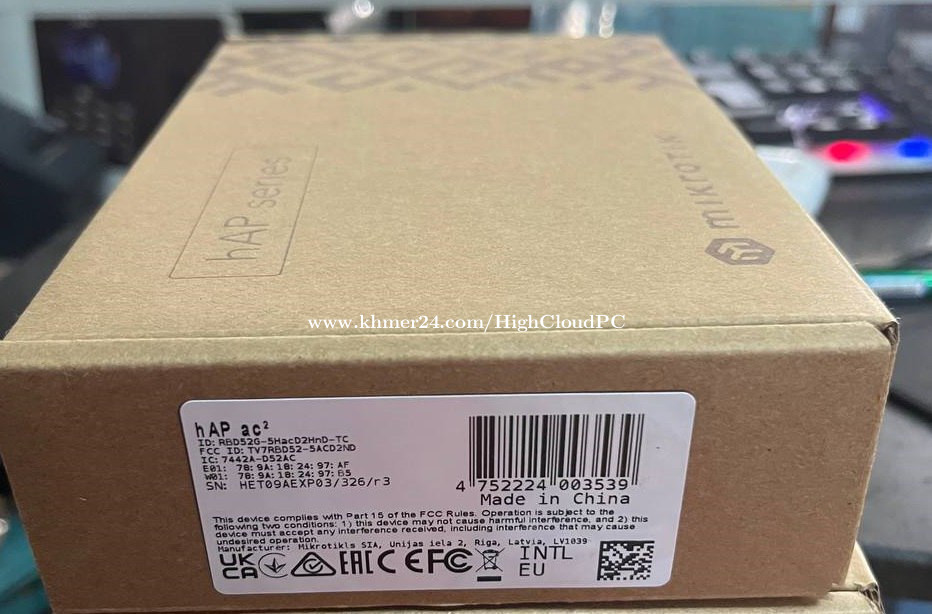 hAP series
mikrotik
www.khmer24.com/HighCloudPC
hAP ac²
ID: RBD52G-5HacD2HnD-TC
FCC ID: TV7RBD52-5ACD2ND
IC: 7442A-D52AC
E01: 78:9A:18:24:97:AF
W01: 78:9A:18:24:97:B5
SN: HET09AEXP03/326/r3
4 752224 003539
Made in China
This device complies with Part 15 of the FCC Rules. Operation is subject to the
following two conditions: 1) this device may not cause harmful interference, and 2) this
device must accept any interference received, including interference that may cause
undesired operation.
Manufacturer: Mikrotikls SIA, Unijas iela 2, Riga, Latvia, LV1039
UK CA EAC CE FC INTL
EU